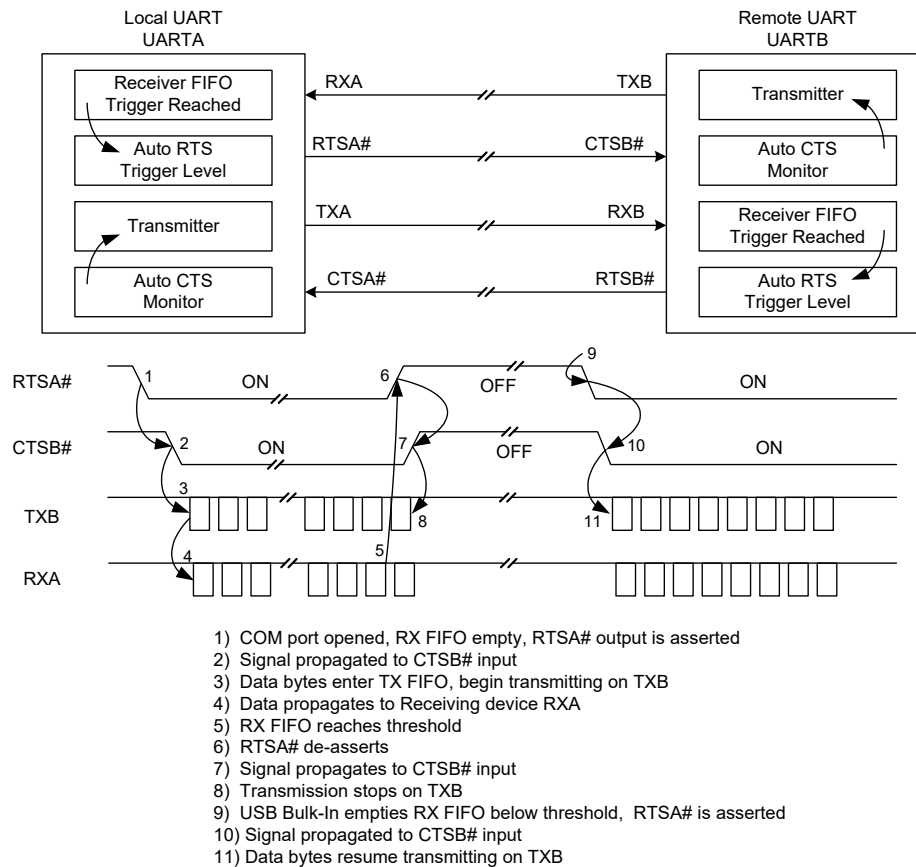 Local UART
UARTA
Remote UART
UARTB
Receiver FIFO
Trigger Reached
Auto RTS
Trigger Level
Transmitter
Auto CTS
Monitor
RXA
TXB
RTSA#
CTSB#
TXA
RXB
CTSA#
RTSB#
Transmitter
Auto CTS
Monitor
Receiver FIFO
Trigger Reached
Auto RTS
Trigger Level
RTSA#
1
ON
6
OFF
9
ON
CTSB#
2
ON
7
OFF
10
ON
TXB
3
8
11
RXA
4
5
1) COM port opened, RX FIFO empty, RTSA# output is asserted
2) Signal propagated to CTSB# input
3) Data bytes enter TX FIFO, begin transmitting on TXB
4) Data propagates to Receiving device RXA
5) RX FIFO reaches threshold
6) RTSA# de-asserts
7) Signal propagates to CTSB# input
8) Transmission stops on TXB
9) USB Bulk-In empties RX FIFO below threshold, RTSA# is asserted
10) Signal propagated to CTSB# input
11) Data bytes resume transmitting on TXB